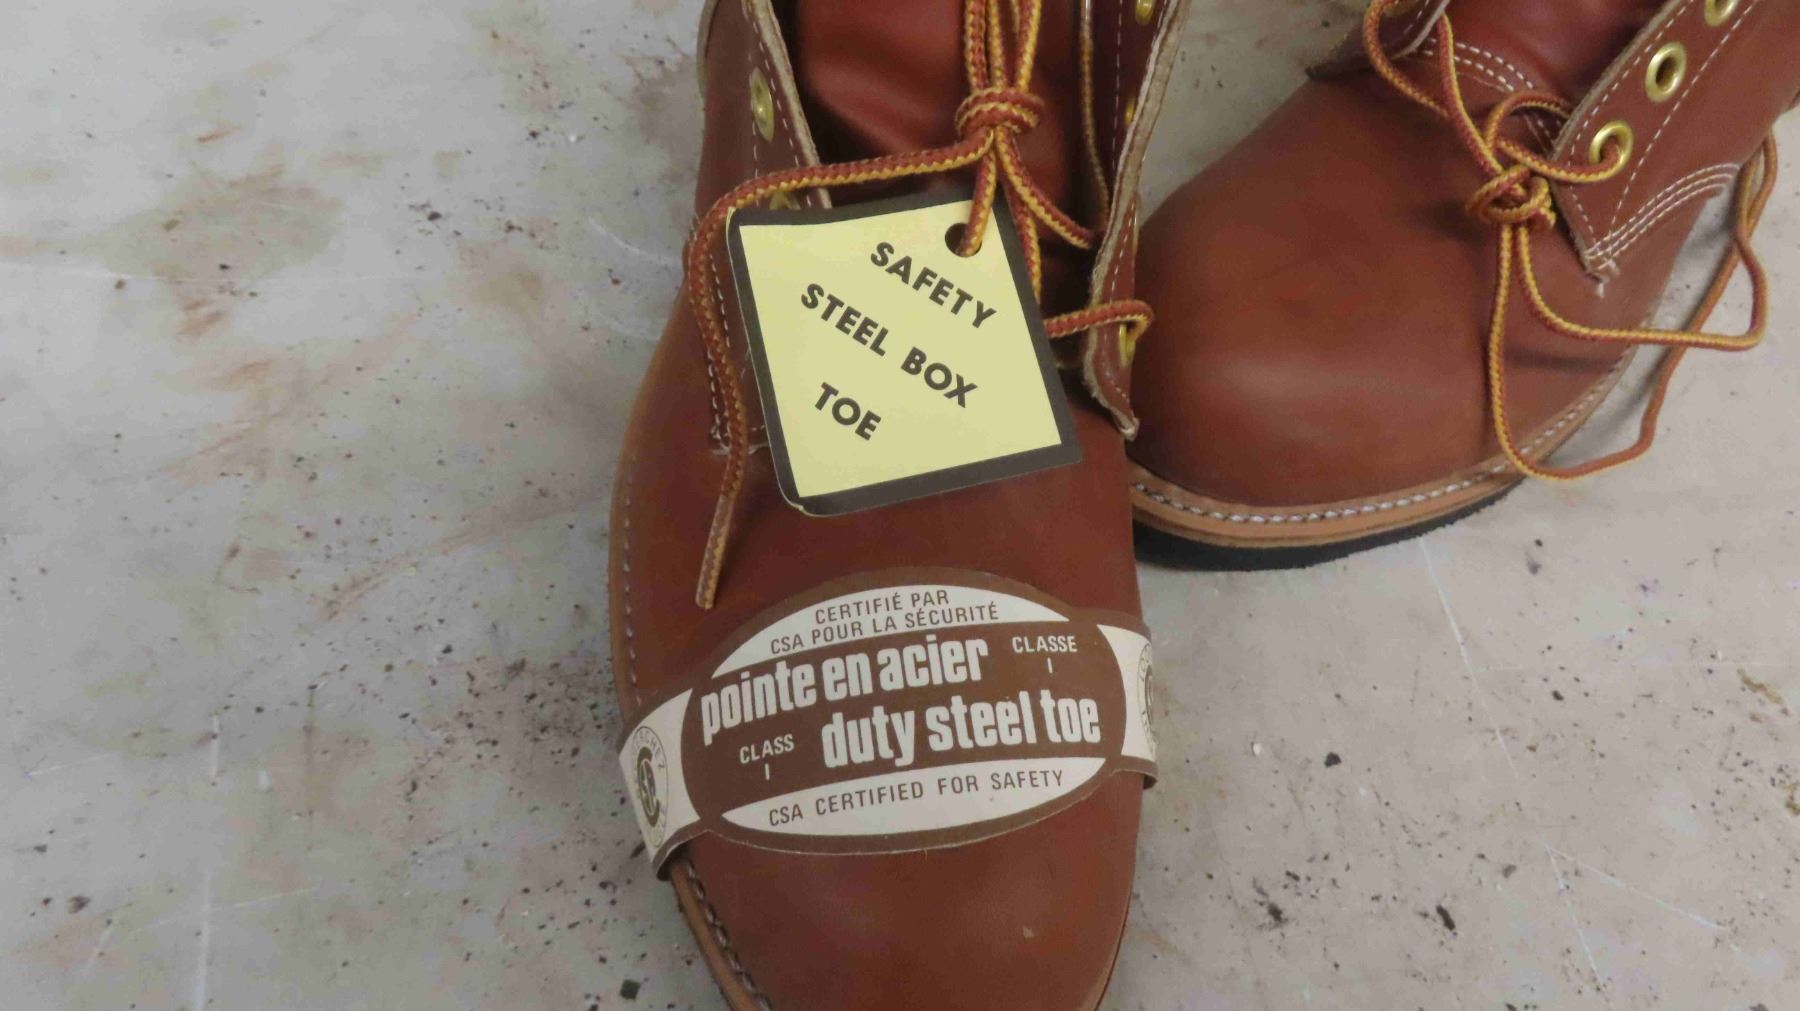 SAFETY
STEEL BOX
TOE
CERTIFIÉ PAR
CSA POUR LA SÉCURITÉ
pointe en acier CLASSE
I
CLASS duty steel toe
I
CSA CERTIFIED FOR SAFETY